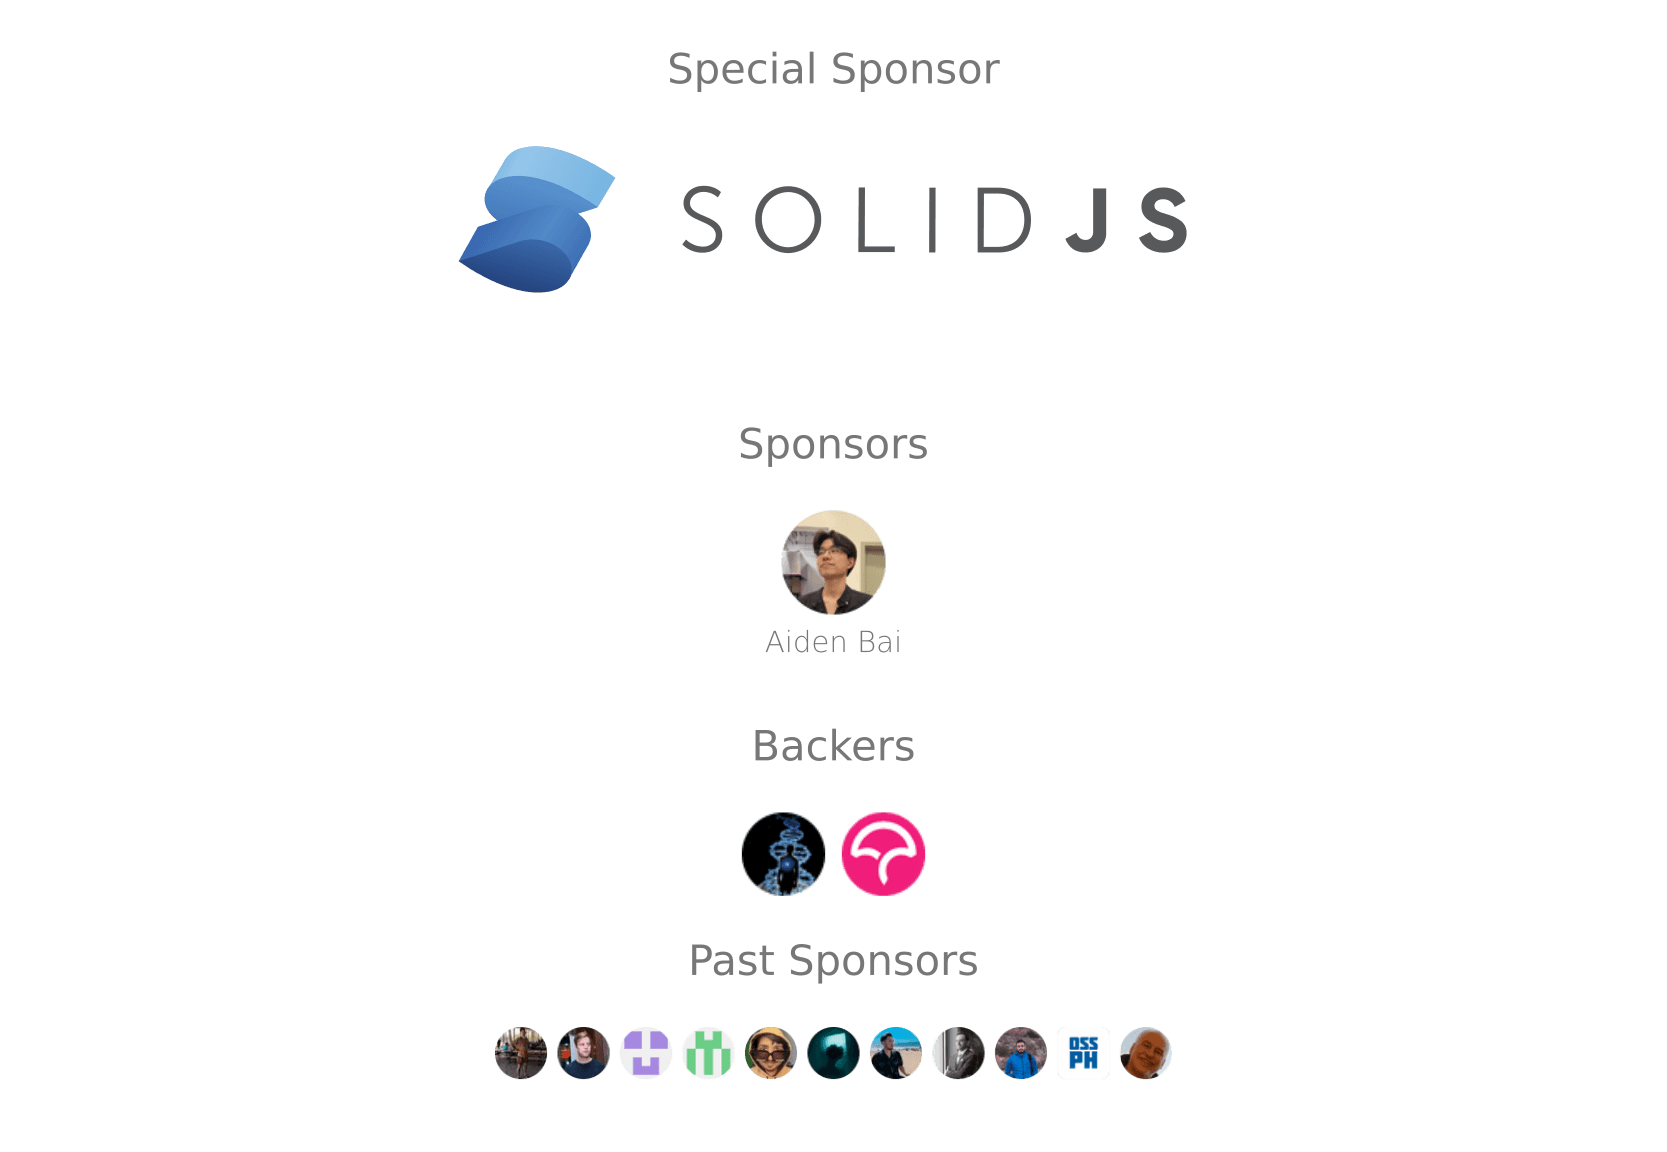 Special Sponsor
SOLIDJS
Sponsors
Aiden Bai
Backers
Past Sponsors
OSS
PH